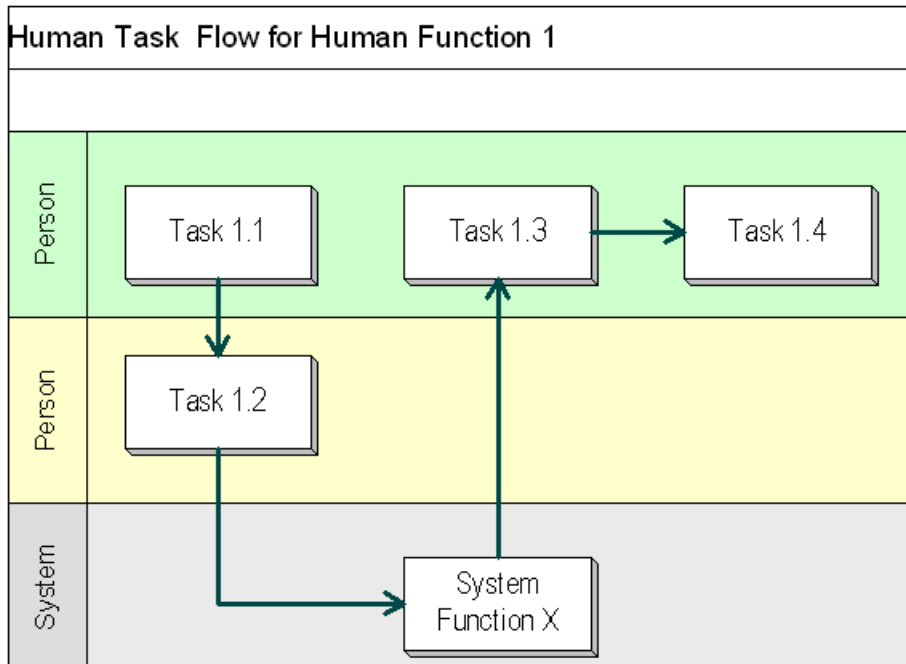 Human Task  Flow for Human Function 1
Person
Task 1.1
Task 1.3
Task 1.4
Person
Task 1.2
System
System
Function X